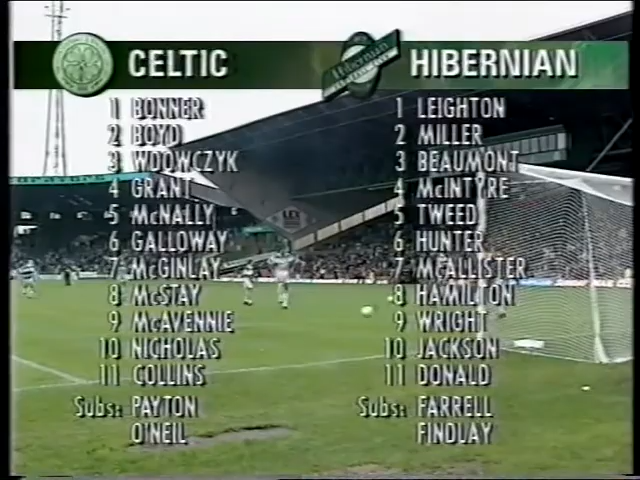 CELTIC
1 BONNER
2 BOYD
3 WDOWCZYK
4 GRANT
5 McNALLY
6 GALLOWAY
7 McGINLAY
8 McSTAY
9 McAVENNIE
10 NICHOLAS
11 COLLINS
Subs: PAYTON
O'NEIL
Hibernian
HIBERNIAN
1 LEIGHTON
2 MILLER
3 BEAUMONT
4 McINTYRE
5 TWEED
6 HUNTER
7 McALLISTER
8 HAMILTON
9 WRIGHT
10 JACKSON
11 DONALD
Subs: FARRELL
FINDLAY
LEX